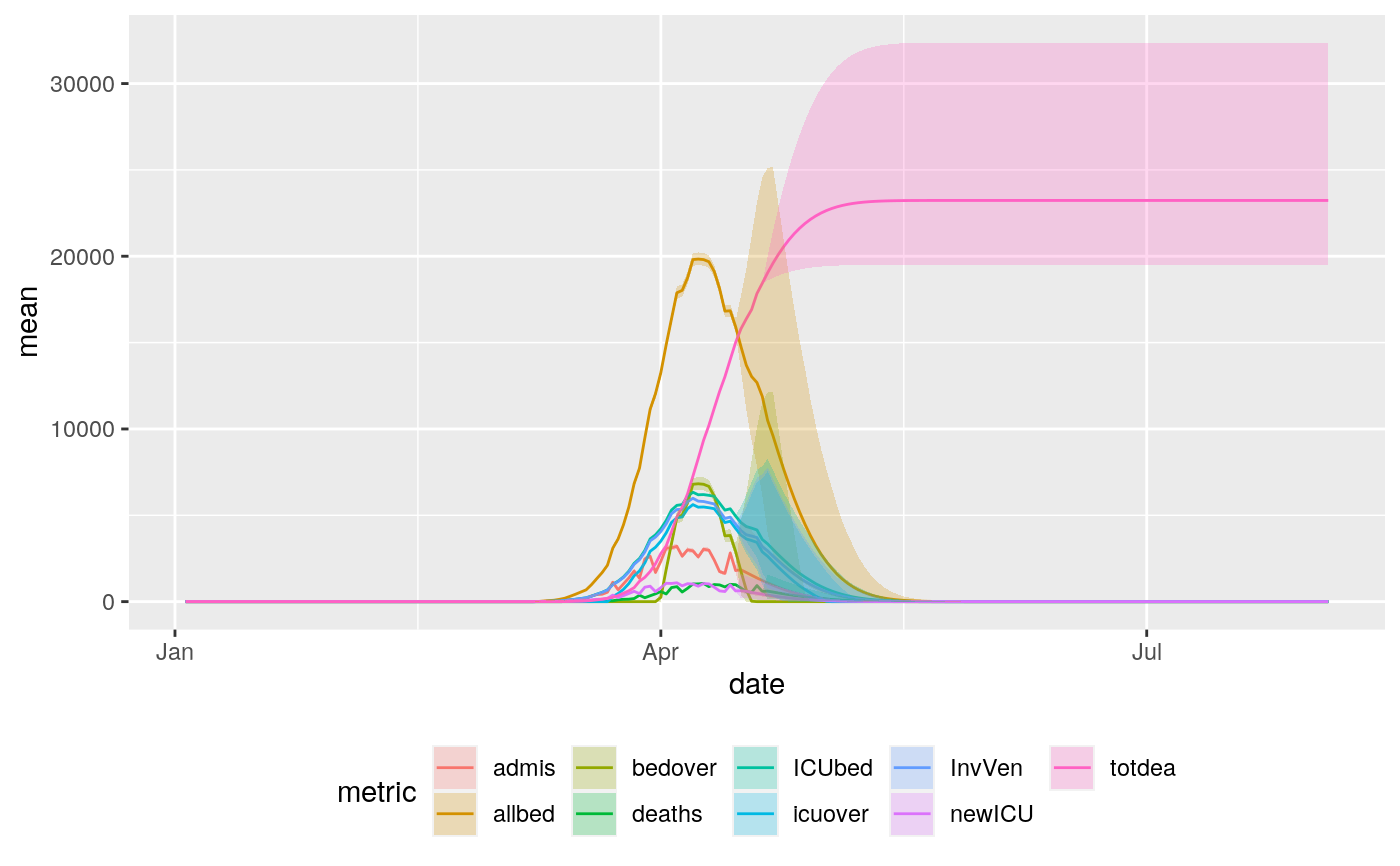 30000
20000
10000
0
mean
Jan Apr Jul
date
metric
admis bedover ICUbed InvVen totdea
allbed deaths icuover newICU